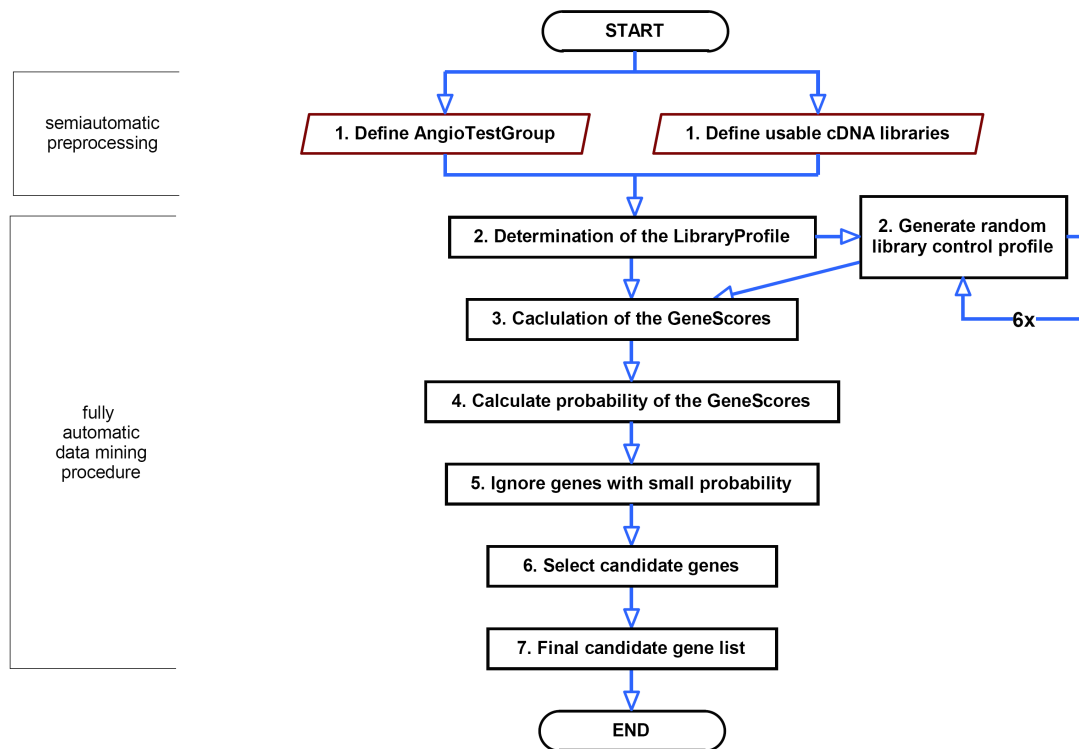 START
semiautomatic
preprocessing
1. Define AngioTestGroup
1. Define usable cDNA libraries
2. Determination of the LibraryProfile
2. Generate random
library control profile
6x
3. Caclulation of the GeneScores
fully
automatic
data mining
procedure
4. Calculate probability of the GeneScores
5. Ignore genes with small probability
6. Select candidate genes
7. Final candidate gene list
END